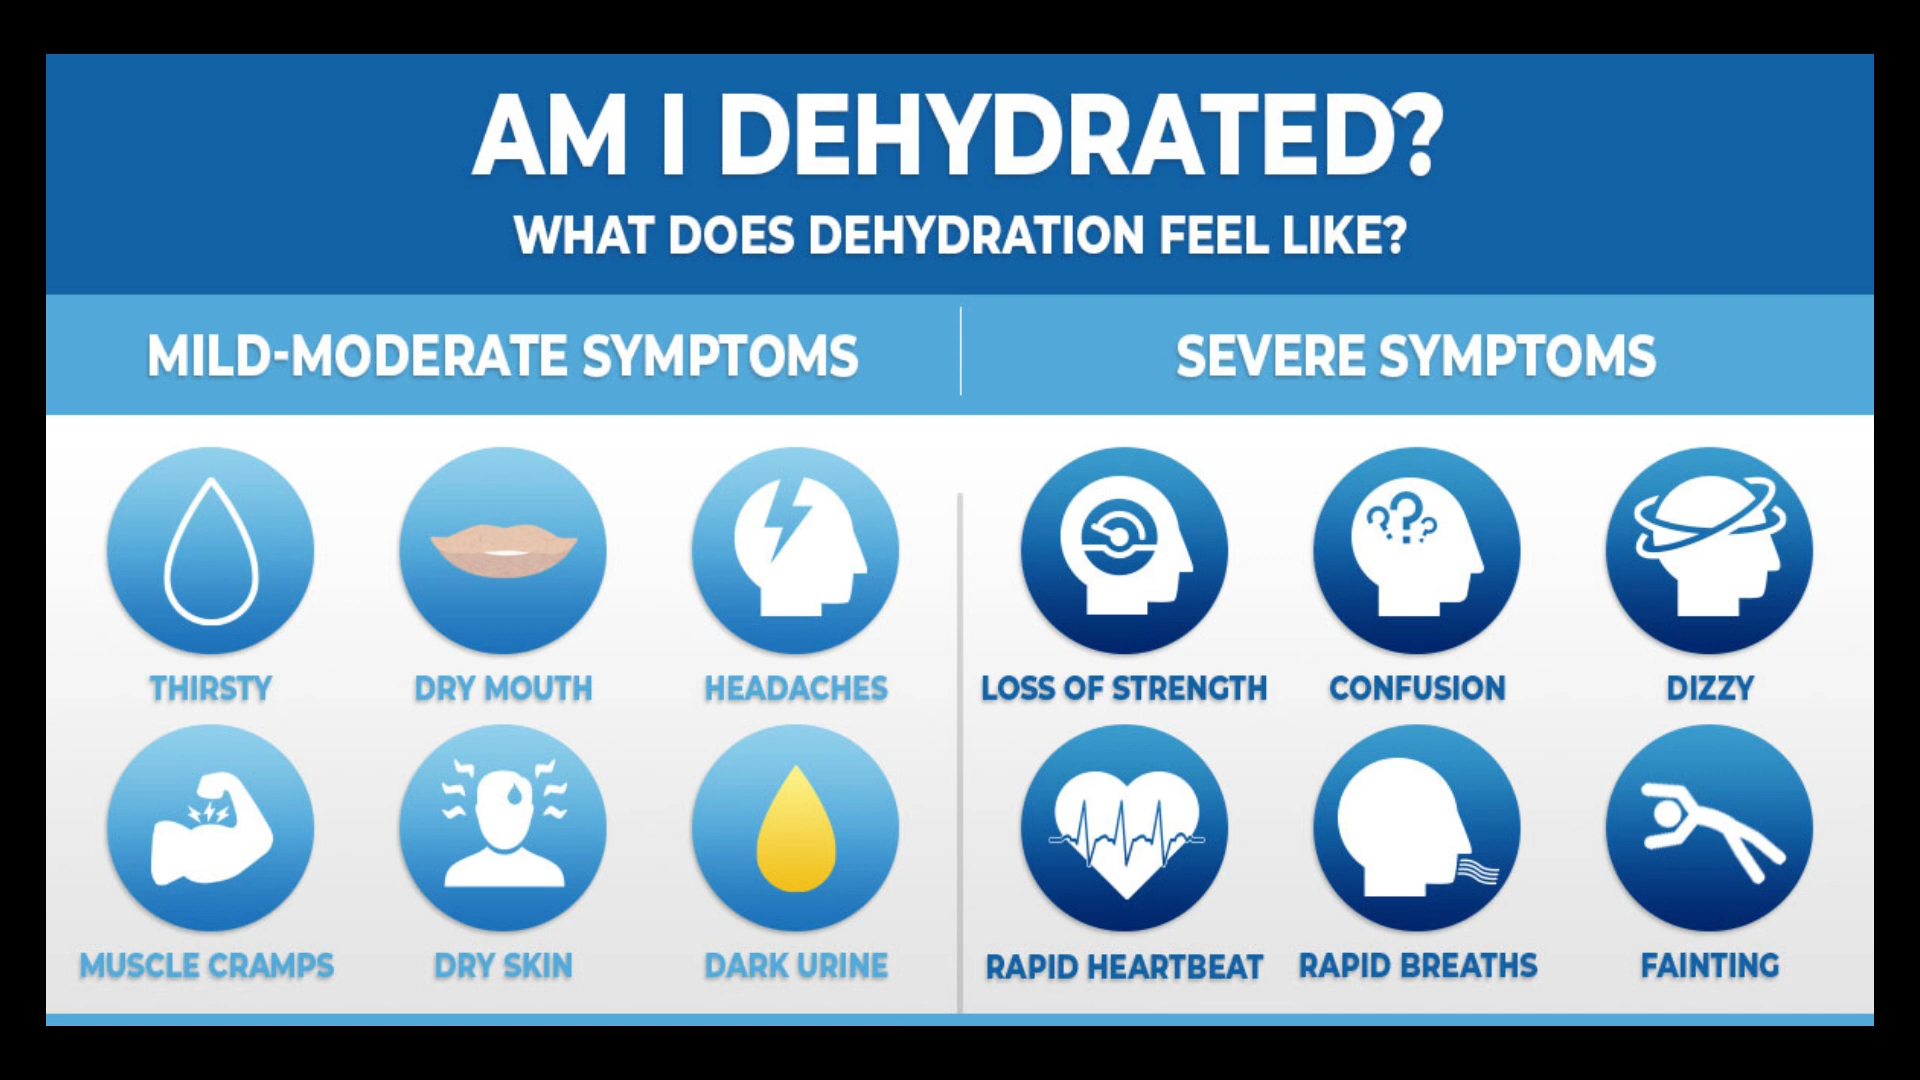 AM I DEHYDRATED?
WHAT DOES DEHYDRATION FEEL LIKE?
MILD-MODERATE SYMPTOMS
SEVERE SYMPTOMS
THIRSTY
DRY MOUTH
HEADACHES
MUSCLE CRAMPS
DRY SKIN
DARK URINE
LOSS OF STRENGTH
CONFUSION
???
DIZZY
RAPID HEARTBEAT
RAPID BREATHS
FAINTING